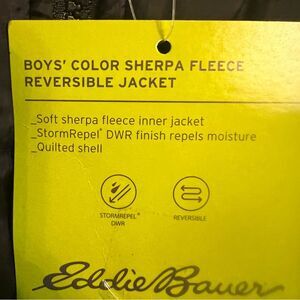 BOYS' COLOR SHERPA FLEECE
REVERSIBLE JACKET
_Soft sherpa fleece inner jacket
_StormRepel® DWR finish repels moisture
_Quilted shell
STORMREPEL® REVERSIBLE
DWR
Eddie Bauer